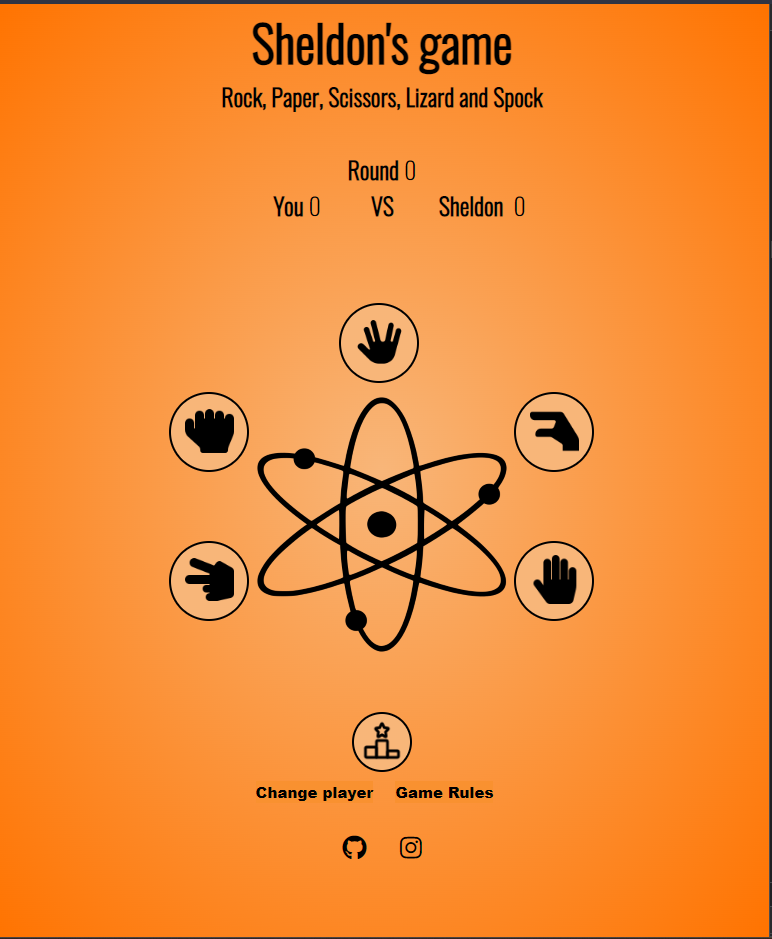 Sheldon's game
Rock, Paper, Scissors, Lizard and Spock
Round 0
You 0 VS Sheldon 0
Change player Game Rules